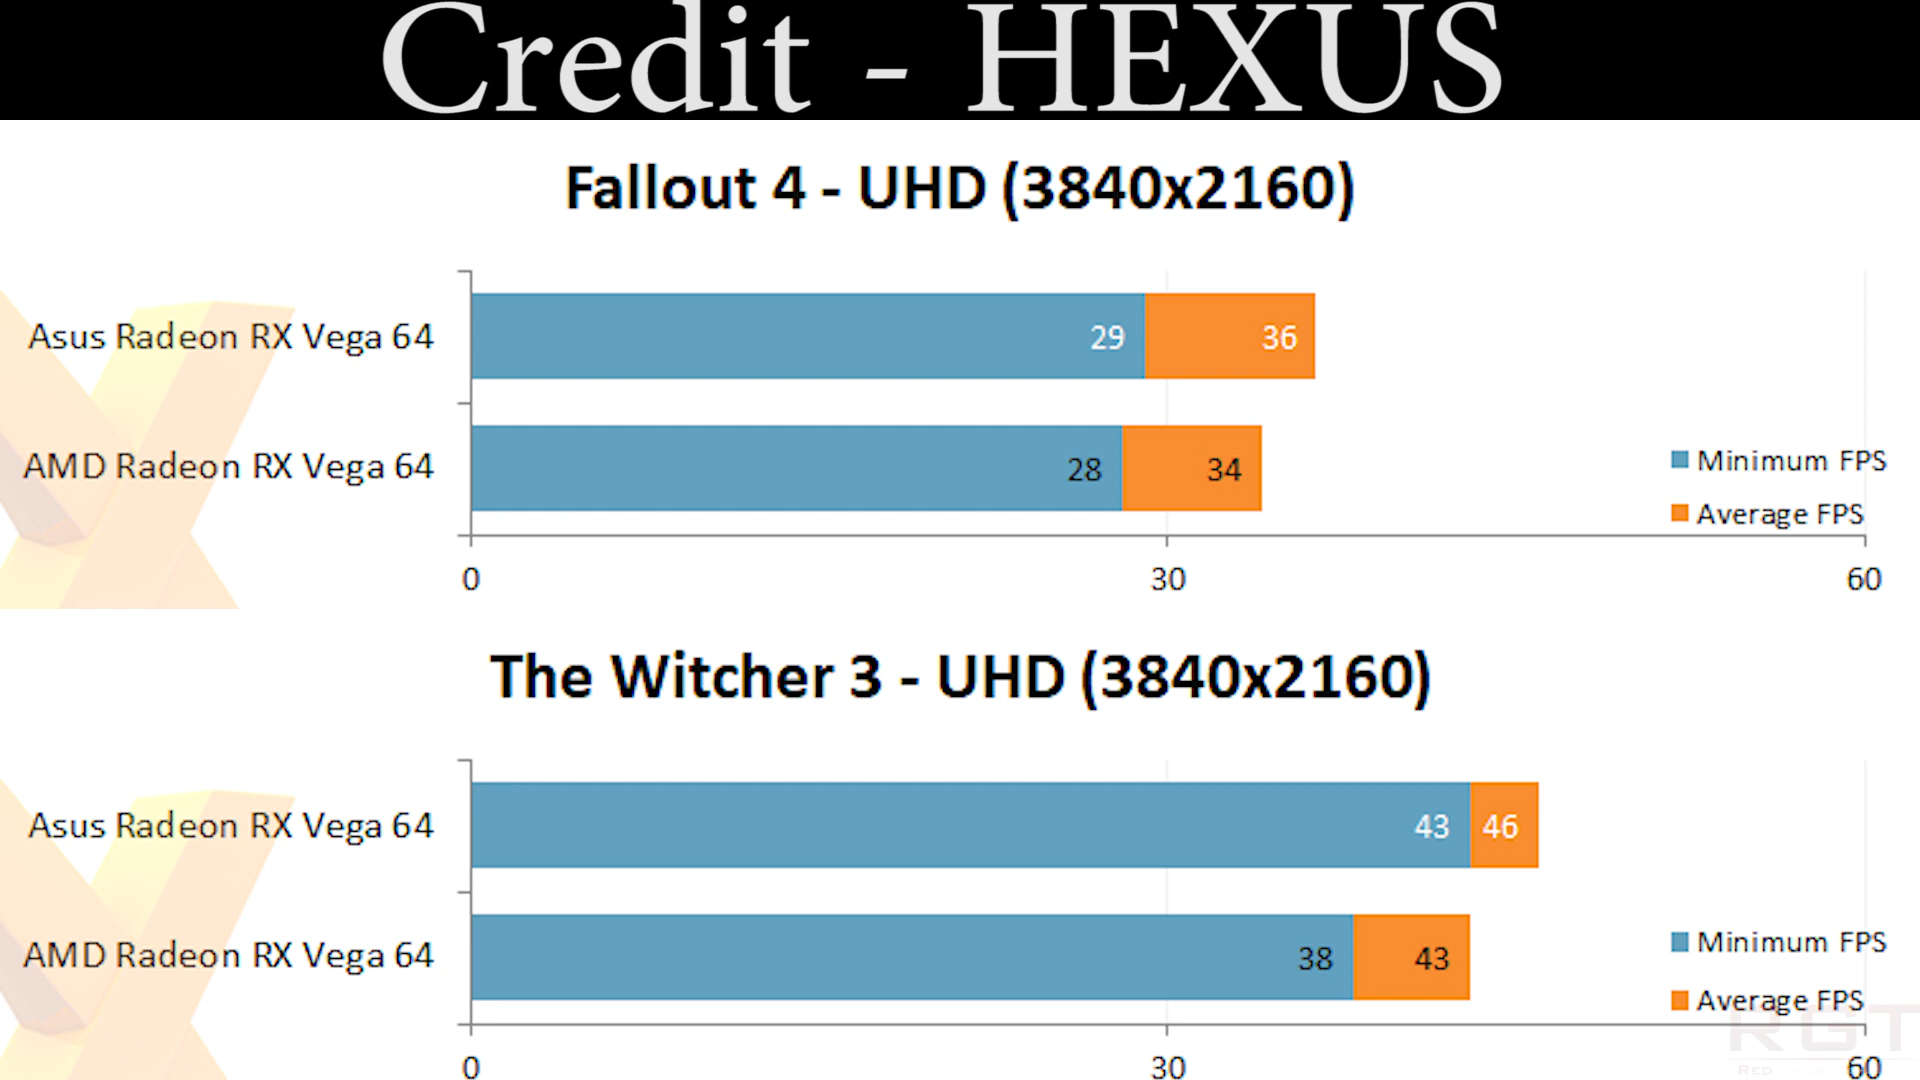 Credit - HEXUS
Fallout 4 - UHD (3840x2160)
Asus Radeon RX Vega 64
29
36
AMD Radeon RX Vega 64
28
34
Minimum FPS
Average FPS
0
30
60
The Witcher 3 - UHD (3840x2160)
Asus Radeon RX Vega 64
43
46
AMD Radeon RX Vega 64
38
43
Minimum FPS
Average FPS
RGT
RED
0
30
60